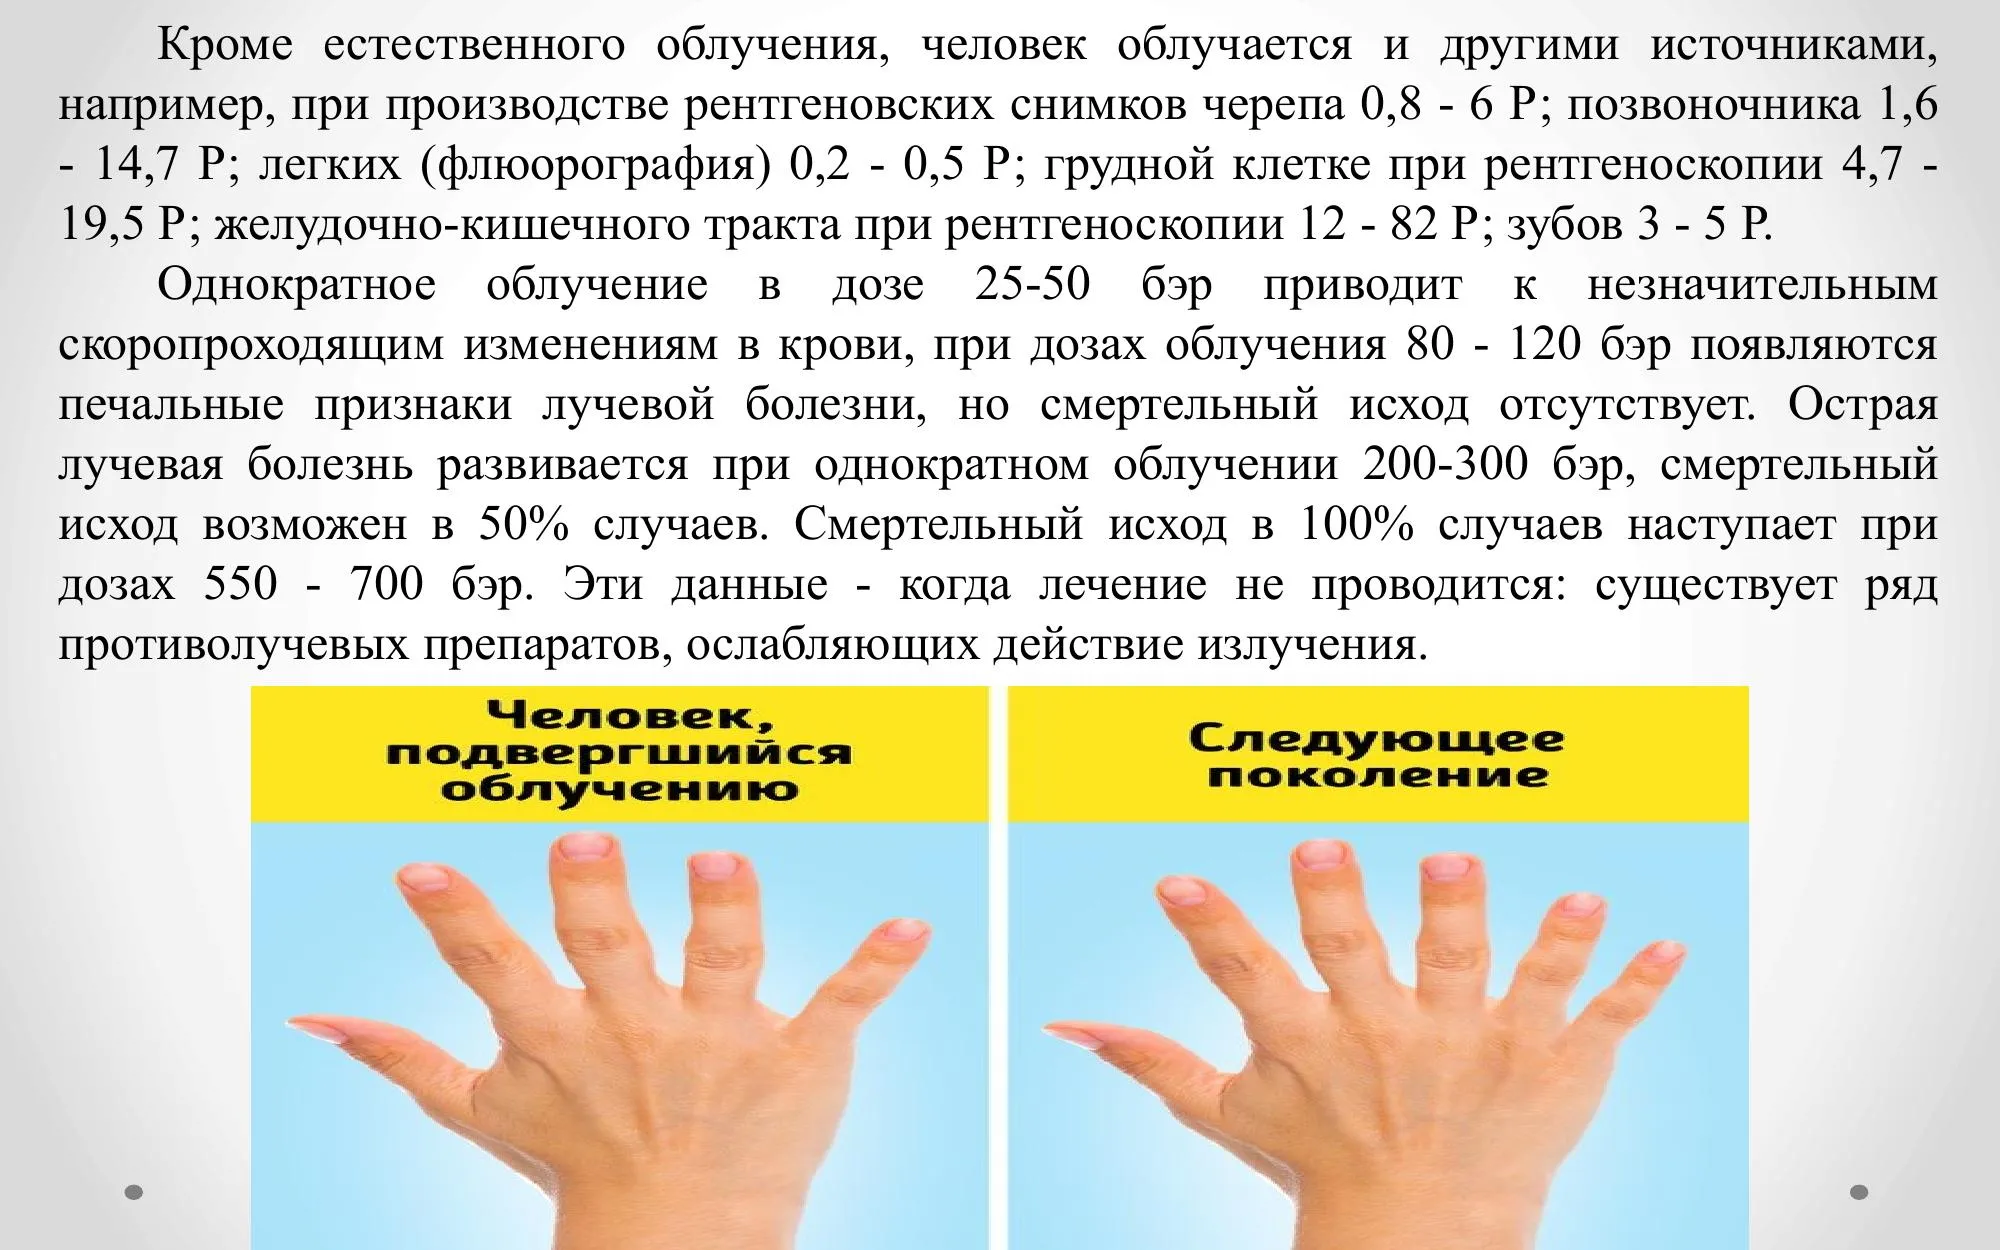 Кроме естественного облучения, человек облучается и другими источниками,
например, при производстве рентгеновских снимков черепа 0,8 - 6 Р; позвоночника 1,6
- 14,7 Р; легких (флюорография) 0,2 - 0,5 Р; грудной клетке при рентгеноскопии 4,7 -
19,5 Р; желудочно-кишечного тракта при рентгеноскопии 12 - 82 Р; зубов 3 - 5 Р.
Однократное облучение в дозе 25-50 бэр приводит к незначительным
скоропроходящим изменениям в крови, при дозах облучения 80 - 120 бэр появляются
печальные признаки лучевой болезни, но смертельный исход отсутствует. Острая
лучевая болезнь развивается при однократном облучении 200-300 бэр, смертельный
исход возможен в 50% случаев. Смертельный исход в 100% случаев наступает при
дозах 550 - 700 бэр. Эти данные - когда лечение не проводится: существует ряд
противолучевых препаратов, ослабляющих действие излучения.
Человек,
подвергшийся
облучению
Следующее
поколение